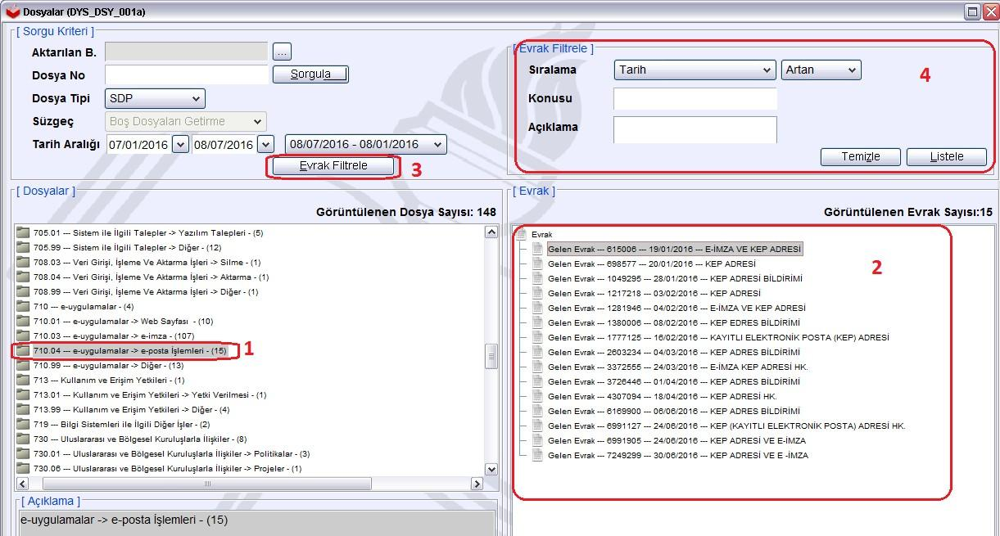 Dosyalar (DYS_DSY_001a)
[ Sorgu Kriteri ]
Aktarılan B.
...
Dosya No
Sorgula
Dosya Tipi
SDP
Süzgeç
Boş Dosyaları Getirme
Tarih Aralığı
07/01/2016
08/07/2016
08/07/2016 - 08/01/2016
Evrak Filtrele
3
[ Evrak Filtrele ]
Sıralama
Tarih
Artan
4
Konusu
Açıklama
Temizle
Listele
[ Dosyalar ]
Görüntülenen Dosya Sayısı: 148
705.01 --- Sistem ile İlgili Talepler -> Yazılım Talepleri - (5)
705.99 --- Sistem ile İlgili Talepler -> Diğer - (12)
708.03 --- Veri Girişi, İşleme Ve Aktarma İşleri -> Silme - (1)
708.04 --- Veri Girişi, İşleme Ve Aktarma İşleri -> Aktarma - (1)
708.99 --- Veri Girişi, İşleme Ve Aktarma İşleri -> Diğer - (1)
710 --- e-uygulamalar - (4)
710.01 --- e-uygulamalar -> Web Sayfası - (10)
710.03 --- e-uygulamalar -> e-imza - (107)
710.04 --- e-uygulamalar -> e-posta İşlemleri - (15)
1
710.99 --- e-uygulamalar -> Diğer - (13)
713 --- Kullanım ve Erişim Yetkileri - (1)
713.01 --- Kullanım ve Erişim Yetkileri -> Yetki Verilmesi - (1)
713.99 --- Kullanım ve Erişim Yetkileri -> Diğer - (4)
719 --- Bilgi Sistemleri ile İlgili Diğer İşler - (2)
730 --- Uluslararası ve Bölgesel Kuruluşlarla İlişkiler - (8)
730.01 --- Uluslararası ve Bölgesel Kuruluşlarla İlişkiler -> Politikalar - (3)
730.06 --- Uluslararası ve Bölgesel Kuruluşlarla İlişkiler -> Projeler - (1)
[ Açıklama ]
e-uygulamalar -> e-posta İşlemleri - (15)
[ Evrak ]
Görüntülenen Evrak Sayısı:15
Evrak
Gelen Evrak --- 615006 --- 19/01/2016 --- E-İMZA VE KEP ADRESİ
Gelen Evrak --- 698577 --- 20/01/2016 --- KEP ADRESİ
2
Gelen Evrak --- 1049295 --- 28/01/2016 --- KEP ADRESİ BİLDİRİMİ
Gelen Evrak --- 1217218 --- 03/02/2016 --- KEP ADRESİ
Gelen Evrak --- 1281946 --- 04/02/2016 --- E-İMZA VE KEP ADRESİ
Gelen Evrak --- 1380006 --- 08/02/2016 --- KEP EDRES BİLDİRİMİ
Gelen Evrak --- 1777125 --- 16/02/2016 --- KAYITLI ELEKTRONİK POSTA (KEP) ADRESİ
Gelen Evrak --- 2603234 --- 04/03/2016 --- KEP ADRES BİLDİRİMİ
Gelen Evrak --- 3372555 --- 24/03/2016 --- E-İMZA KEP ADRESİ HK.
Gelen Evrak --- 3726446 --- 01/04/2016 --- KEP ADRES BİLDİRİMİ
Gelen Evrak --- 4307094 --- 18/04/2016 --- KEP ADRESİ HK.
Gelen Evrak --- 6169900 --- 06/06/2016 --- KEP ADRES BİLDİRİMİ
Gelen Evrak --- 6991127 --- 24/06/2016 --- KEP (KAYITLI ELEKTRONİK POSTA) ADRESİ HK.
Gelen Evrak --- 6991905 --- 24/06/2016 --- KEP ADRESİ VE E-İMZA
Gelen Evrak --- 7249299 --- 30/06/2016 --- KEP ADRESİ VE E -İMZA